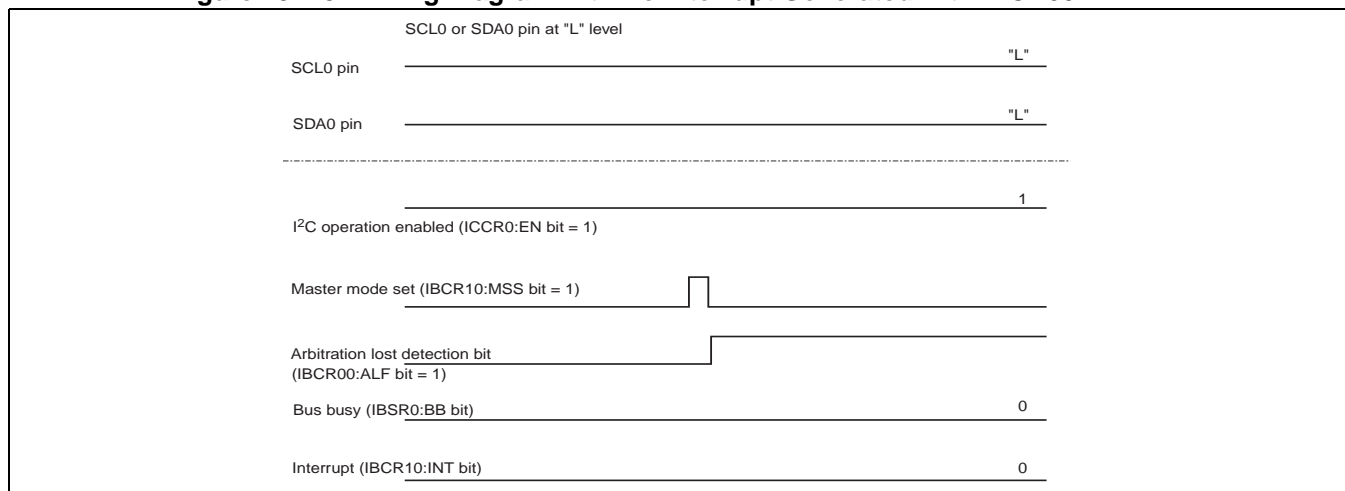 SCL0 or SDA0 pin at "L" level
SCL0 pin
"L"
SDA0 pin
"L"
1
I2C operation enabled (ICCR0:EN bit = 1)
Master mode set (IBCR10:MSS bit = 1)
Arbitration lost detection bit
(IBCR00:ALF bit = 1)
Bus busy (IBSR0:BB bit)
0
Interrupt (IBCR10:INT bit)
0